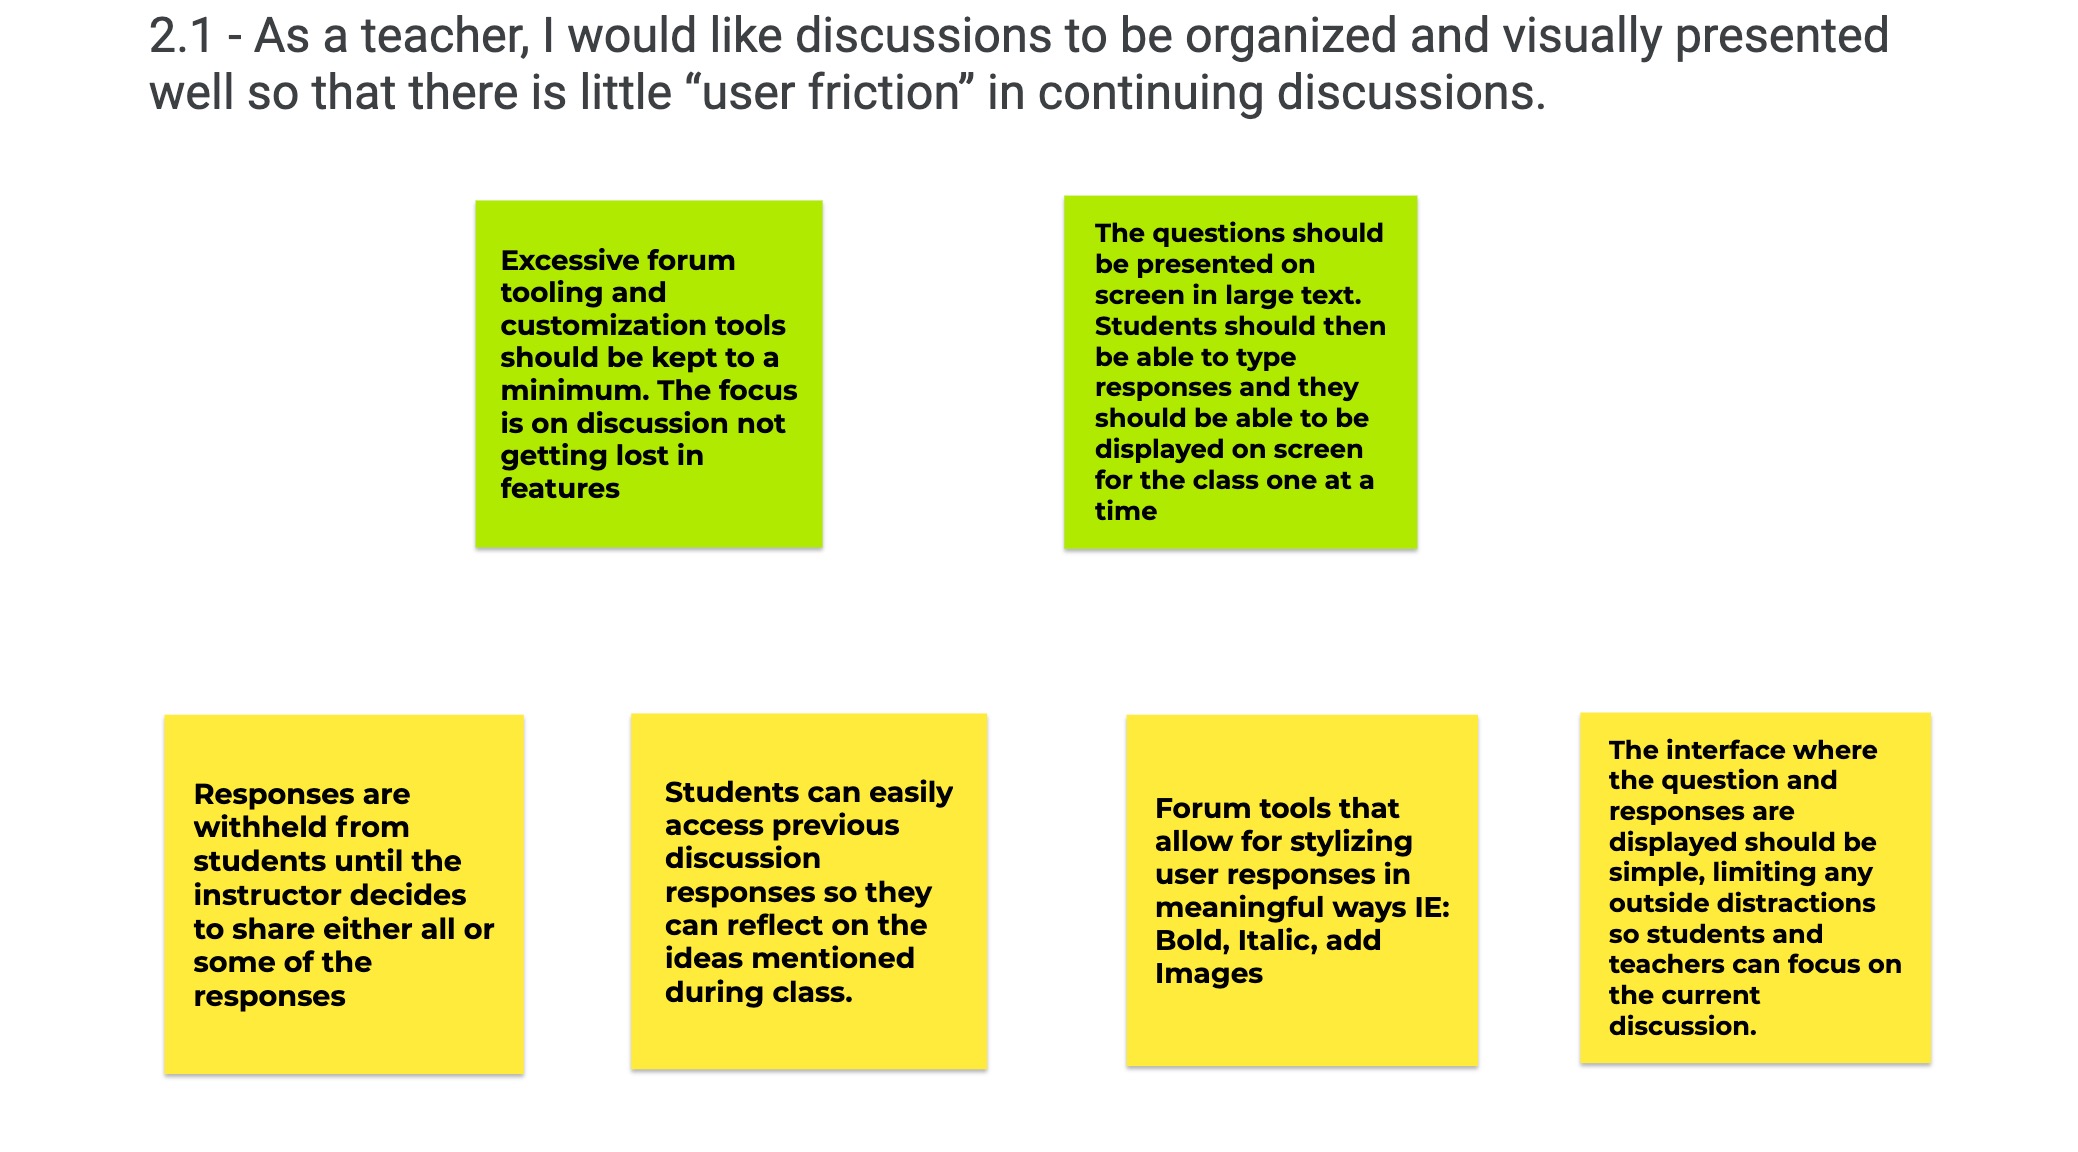 2.1 - As a teacher, I would like discussions to be organized and visually presented
well so that there is little “user friction” in continuing discussions.
Excessive forum
tooling and
customization tools
should be kept to a
minimum. The focus
is on discussion not
getting lost in
features
The questions should
be presented on
screen in large text.
Students should then
be able to type
responses and they
should be able to be
displayed on screen
for the class one at a
time
Responses are
withheld from
students until the
instructor decides
to share either all or
some of the
responses
Students can easily
access previous
discussion
responses so they
can reflect on the
ideas mentioned
during class.
Forum tools that
allow for stylizing
user responses in
meaningful ways IE:
Bold, Italic, add
Images
The interface where
the question and
responses are
displayed should be
simple, limiting any
outside distractions
so students and
teachers can focus on
the current
discussion.